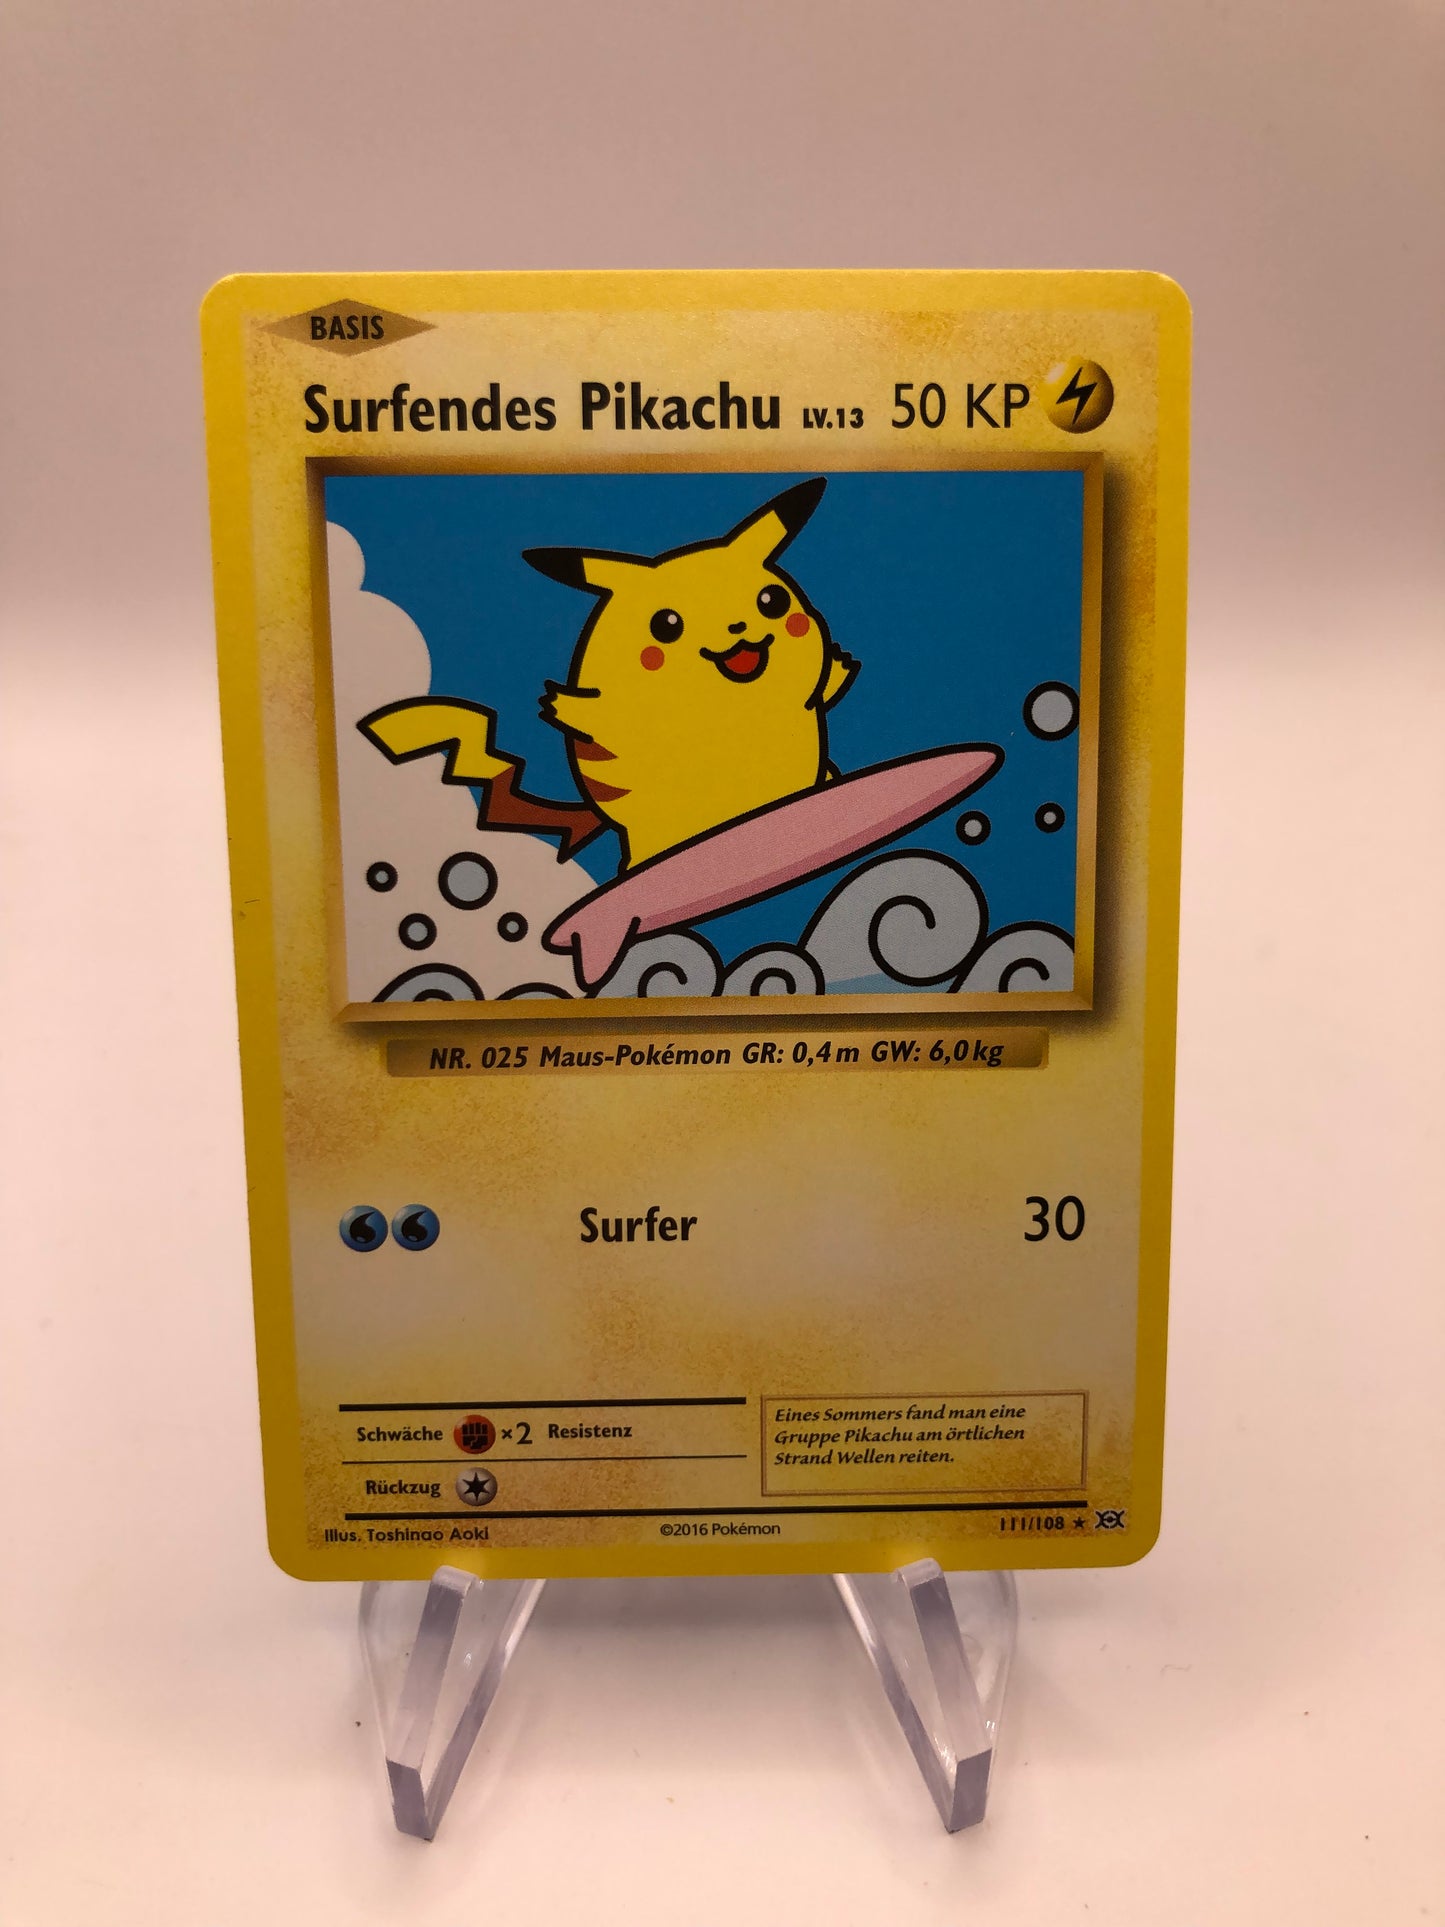 BASIS
Surfendes Pikachu LV.13 50 KP
NR. 025 Maus-Pokémon GR: 0,4 m GW: 6,0 kg
Surfer 30
Schwäche ×2 Resistenz
Rückzug
Eines Sommers fand man eine
Gruppe Pikachu am örtlichen
Strand Wellen reiten.
Illus. Toshinao Aoki ©2016 Pokémon 111/108 ★